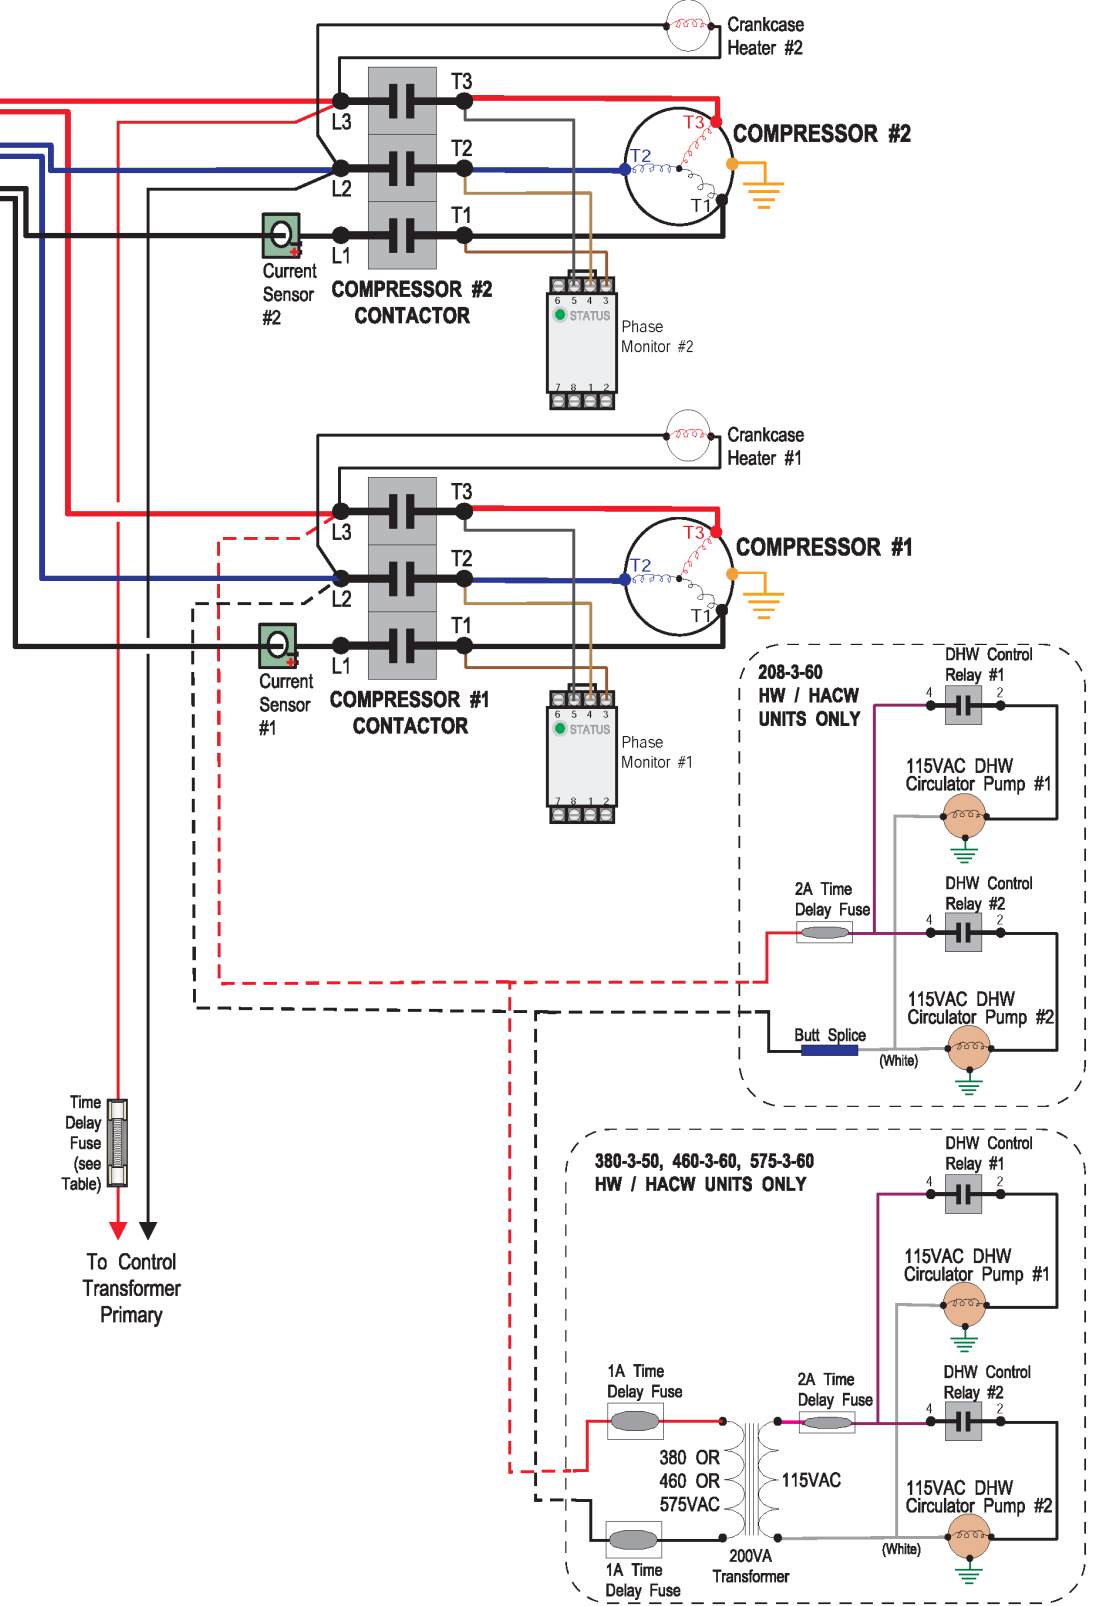 Crankcase
Heater #2
T3
L3
T3
COMPRESSOR #2
T2
T2
L2
T1
T1
L1
Current
Sensor
#2
COMPRESSOR #2
CONTACTOR
6 5 4 3
STATUS
Phase
Monitor #2
7 8 1 2
Crankcase
Heater #1
T3
L3
T3
COMPRESSOR #1
T2
T2
L2
T1
T1
L1
Current
Sensor
#1
COMPRESSOR #1
CONTACTOR
6 5 4 3
STATUS
Phase
Monitor #1
7 8 1 2
208-3-60
HW / HACW
UNITS ONLY
DHW Control
Relay #1
4 2
115VAC DHW
Circulator Pump #1
2A Time
Delay Fuse
DHW Control
Relay #2
4 2
115VAC DHW
Circulator Pump #2
Butt Splice
(White)
Time
Delay
Fuse
(see
Table)
To Control
Transformer
Primary
380-3-50, 460-3-60, 575-3-60
HW / HACW UNITS ONLY
DHW Control
Relay #1
4 2
115VAC DHW
Circulator Pump #1
1A Time
Delay Fuse
2A Time
Delay Fuse
DHW Control
Relay #2
4 2
380 OR
460 OR
575VAC
115VAC
115VAC DHW
Circulator Pump #2
(White)
200VA
Transformer
1A Time
Delay Fuse